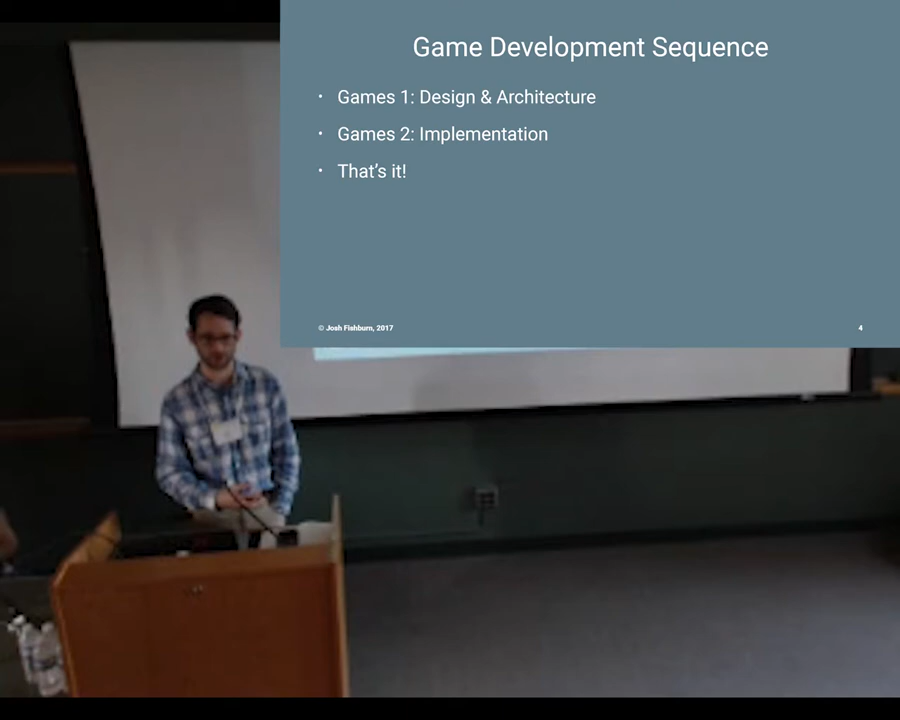 Game Development Sequence
• Games 1: Design & Architecture
• Games 2: Implementation
• That's it!
© Josh Fishburn, 2017
4